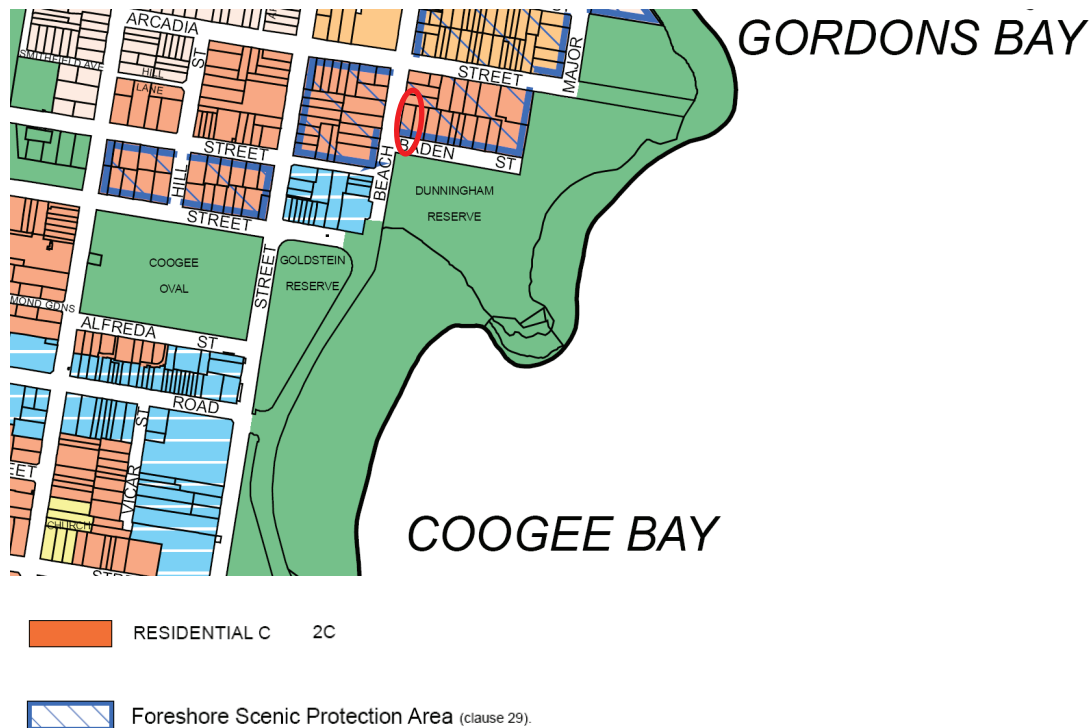 GORDONS BAY
ARCADIA
ST
SMITHFIELD AVE
HILL
LANE
STREET
MAJOR
STREET
BADEN
ST
BEACH
HILL
STREET
DUNNINGHAM
RESERVE
COOGEE
OVAL
STREET
GOLDSTEIN
RESERVE
MOND GDNS
ALFREDA
ST
ROAD
ST
VICAR
EET
CHURCH
COOGEE BAY
RESIDENTIAL C 2C
Foreshore Scenic Protection Area (clause 29).